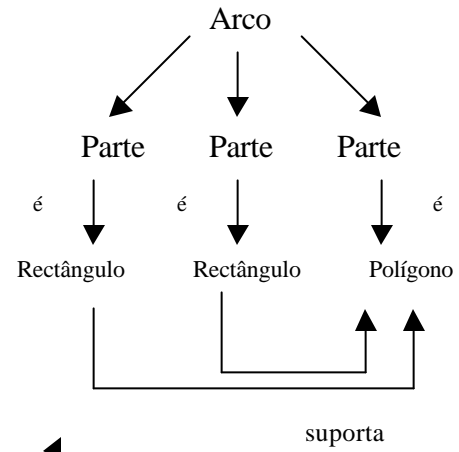 Arco
Parte Parte Parte
é é é
Rectângulo Rectângulo Polígono
suporta